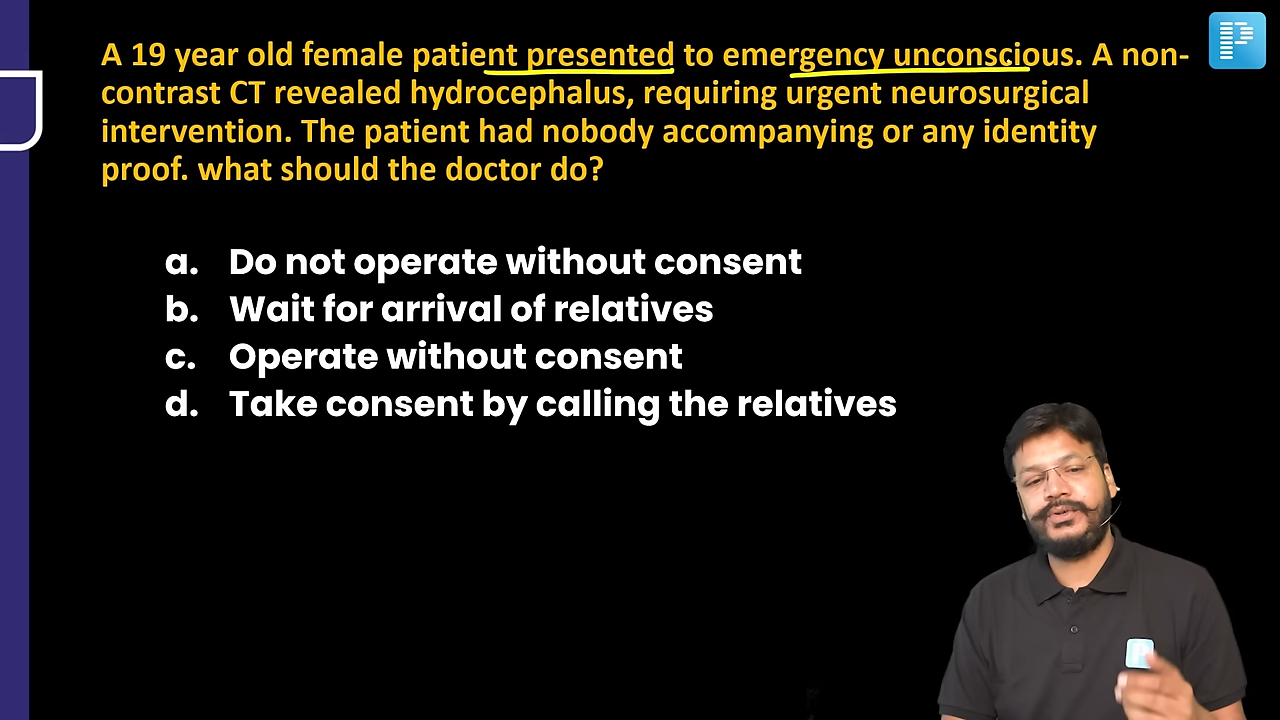 A 19 year old female patient presented to emergency unconscious. A non-
contrast CT revealed hydrocephalus, requiring urgent neurosurgical
intervention. The patient had nobody accompanying or any identity
proof. what should the doctor do?
a. Do not operate without consent
b. Wait for arrival of relatives
c. Operate without consent
d. Take consent by calling the relatives